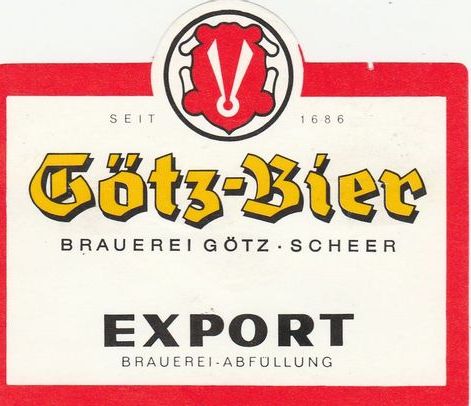 SEIT 1686
Götz-Bier
BRAUEREI GÖTZ · SCHEER
EXPORT
BRAUEREI-ABFÜLLUNG